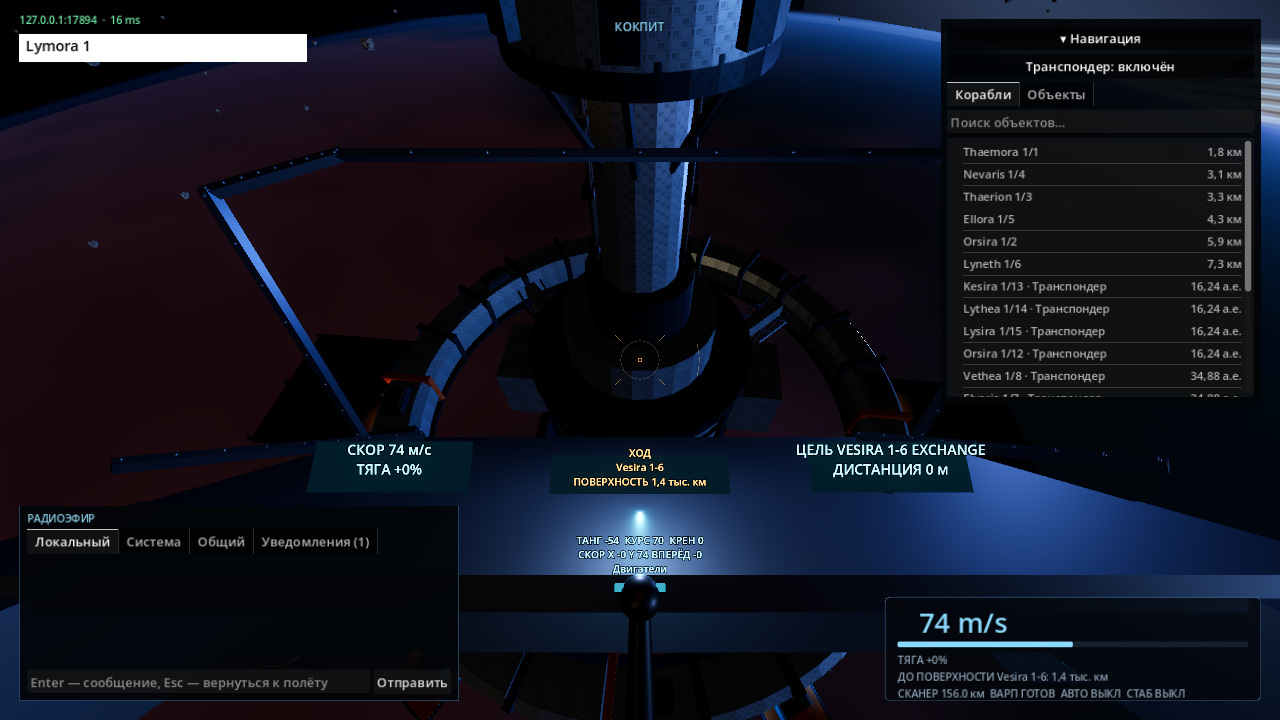 127.0.0.1:17894 · 16 ms
Lymora 1
КОКПИТ
▾ Навигация
Транспондер: включён
Корабли Объекты
Поиск объектов...
Thaemora 1/1 1,8 км
Nevaris 1/4 3,1 км
Thaerion 1/3 3,3 км
Ellora 1/5 4,3 км
Orsira 1/2 5,9 км
Lyneth 1/6 7,3 км
Kesira 1/13 · Транспондер 16,24 а.е.
Lythea 1/14 · Транспондер 16,24 а.е.
Lysira 1/15 · Транспондер 16,24 а.е.
Orsira 1/12 · Транспондер 16,24 а.е.
Vethea 1/8 · Транспондер 34,88 а.е.
СКОР 74 м/с
ТЯГА +0%
ХОД
Vesira 1-6
ПОВЕРХНОСТЬ 1,4 тыс. км
ЦЕЛЬ VESIRA 1-6 EXCHANGE
ДИСТАНЦИЯ 0 м
ТАНГ -54 КУРС 70 КРЕН 0
СКОР X -0 Y 74 ВПЕРЁД -0
Двигатели
РАДИОЭФИР
Локальный Система Общий Уведомления (1)
Enter — сообщение, Esc — вернуться к полёту Отправить
74 m/s
ТЯГА +0%
ДО ПОВЕРХНОСТИ Vesira 1-6: 1,4 тыс. км
СКАНЕР 156.0 км ВАРП ГОТОВ АВТО ВЫКЛ СТАБ ВЫКЛ